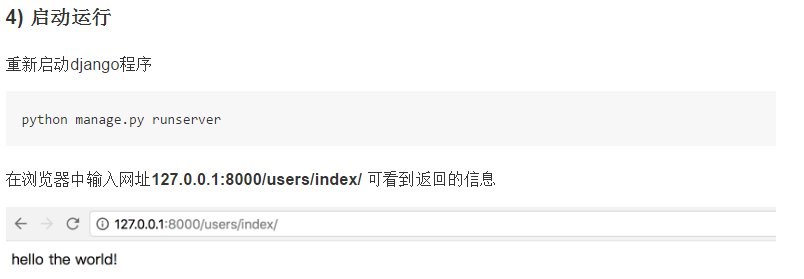 4) 启动运行
重新启动django程序
python manage.py runserver
在浏览器中输入网址127.0.0.1:8000/users/index/ 可看到返回的信息
127.0.0.1:8000/users/index/
hello the world!